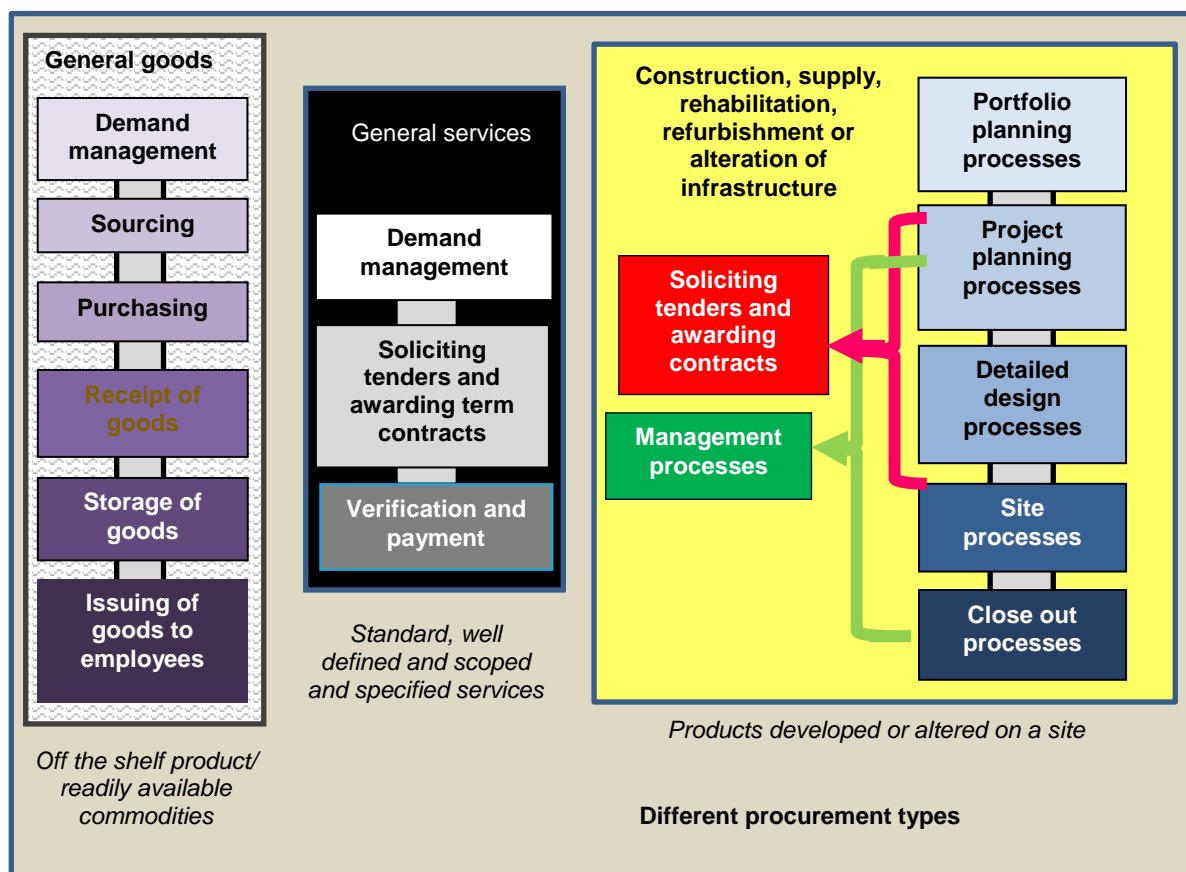 General goods
Demand
management
Sourcing
Purchasing
Receipt of
goods
Storage of
goods
Issuing of
goods to
employees
Off the shelf product/
readily available
commodities
General services
Demand
management
Soliciting
tenders and
awarding term
contracts
Verification and
payment
Standard, well
defined and scoped
and specified services
Construction, supply,
rehabilitation,
refurbishment or
alteration of
infrastructure
Soliciting
tenders and
awarding
contracts
Management
processes
Portfolio
planning
processes
Project
planning
processes
Detailed
design
processes
Site
processes
Close out
processes
Products developed or altered on a site
Different procurement types